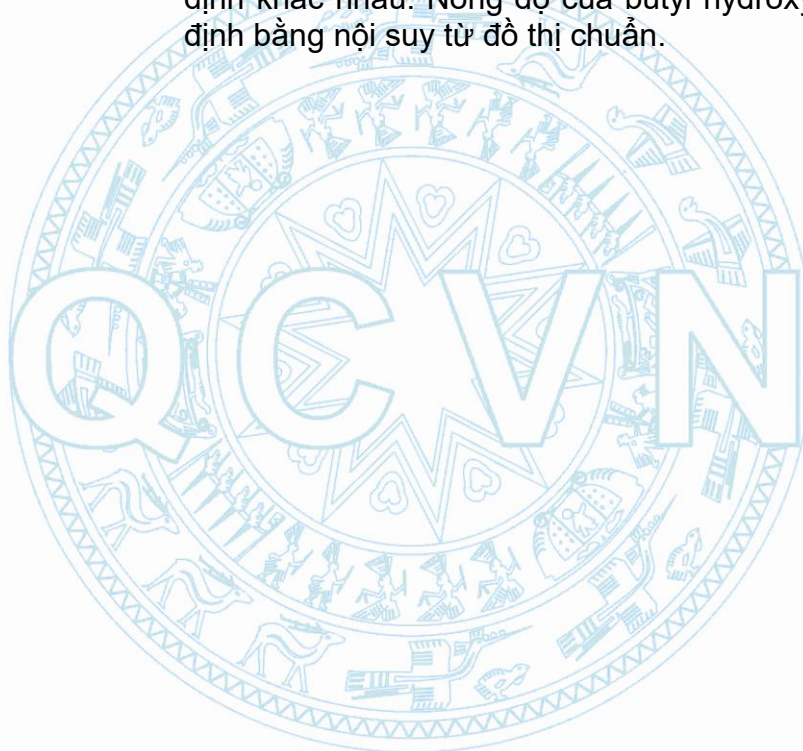 định khác nhau. Nồng độ của butyl hydroxy
định bằng nội suy từ đồ thị chuẩn.
QCVN